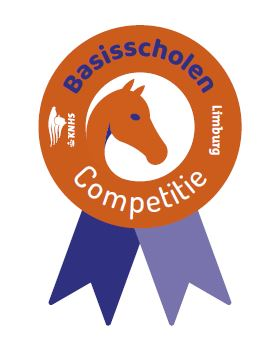 Basisscholen
KNHS
Limburg
Competitie